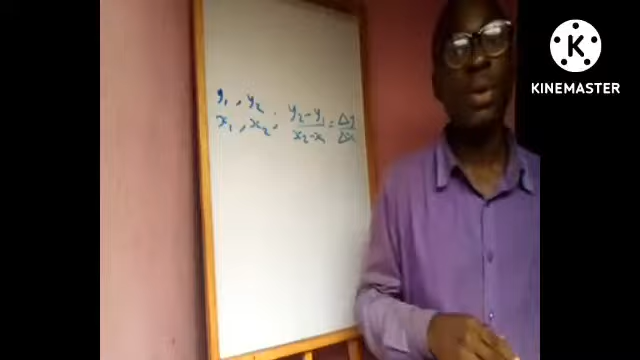 y₁, y₂. y₂-y₁/x₂-x₁ = Δy/Δx
x₁, x₂.
K
KINEMASTER